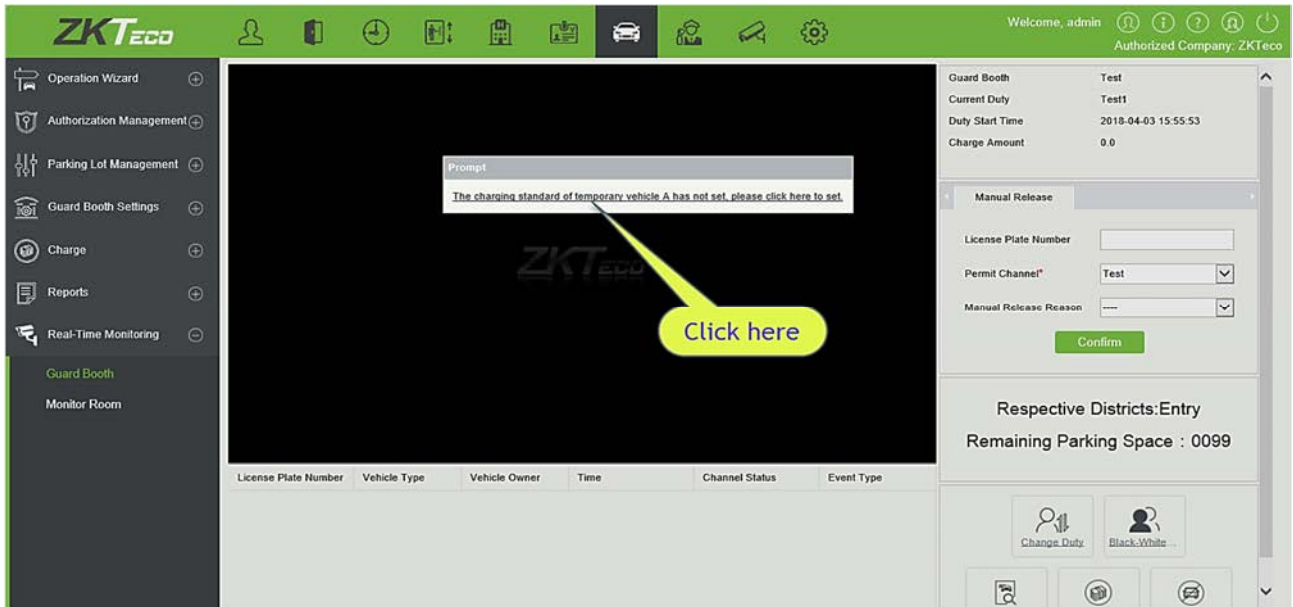 ZKTeco
Welcome, admin
Authorized Company: ZKTeco
Operation Wizard
Authorization Management
Parking Lot Management
Guard Booth Settings
Charge
Reports
Real-Time Monitoring
Guard Booth
Monitor Room
Prompt
The charging standard of temporary vehicle A has not set, please click here to set.
ZKTeco
Click here
License Plate Number Vehicle Type Vehicle Owner Time Channel Status Event Type
Guard Booth Test
Current Duty Test1
Duty Start Time 2018-04-03 15:55:53
Charge Amount 0.0
Manual Release
License Plate Number
Permit Channel* Test
Manual Release Reason ----
Confirm
Respective Districts:Entry
Remaining Parking Space : 0099
Change Duty Black-White...